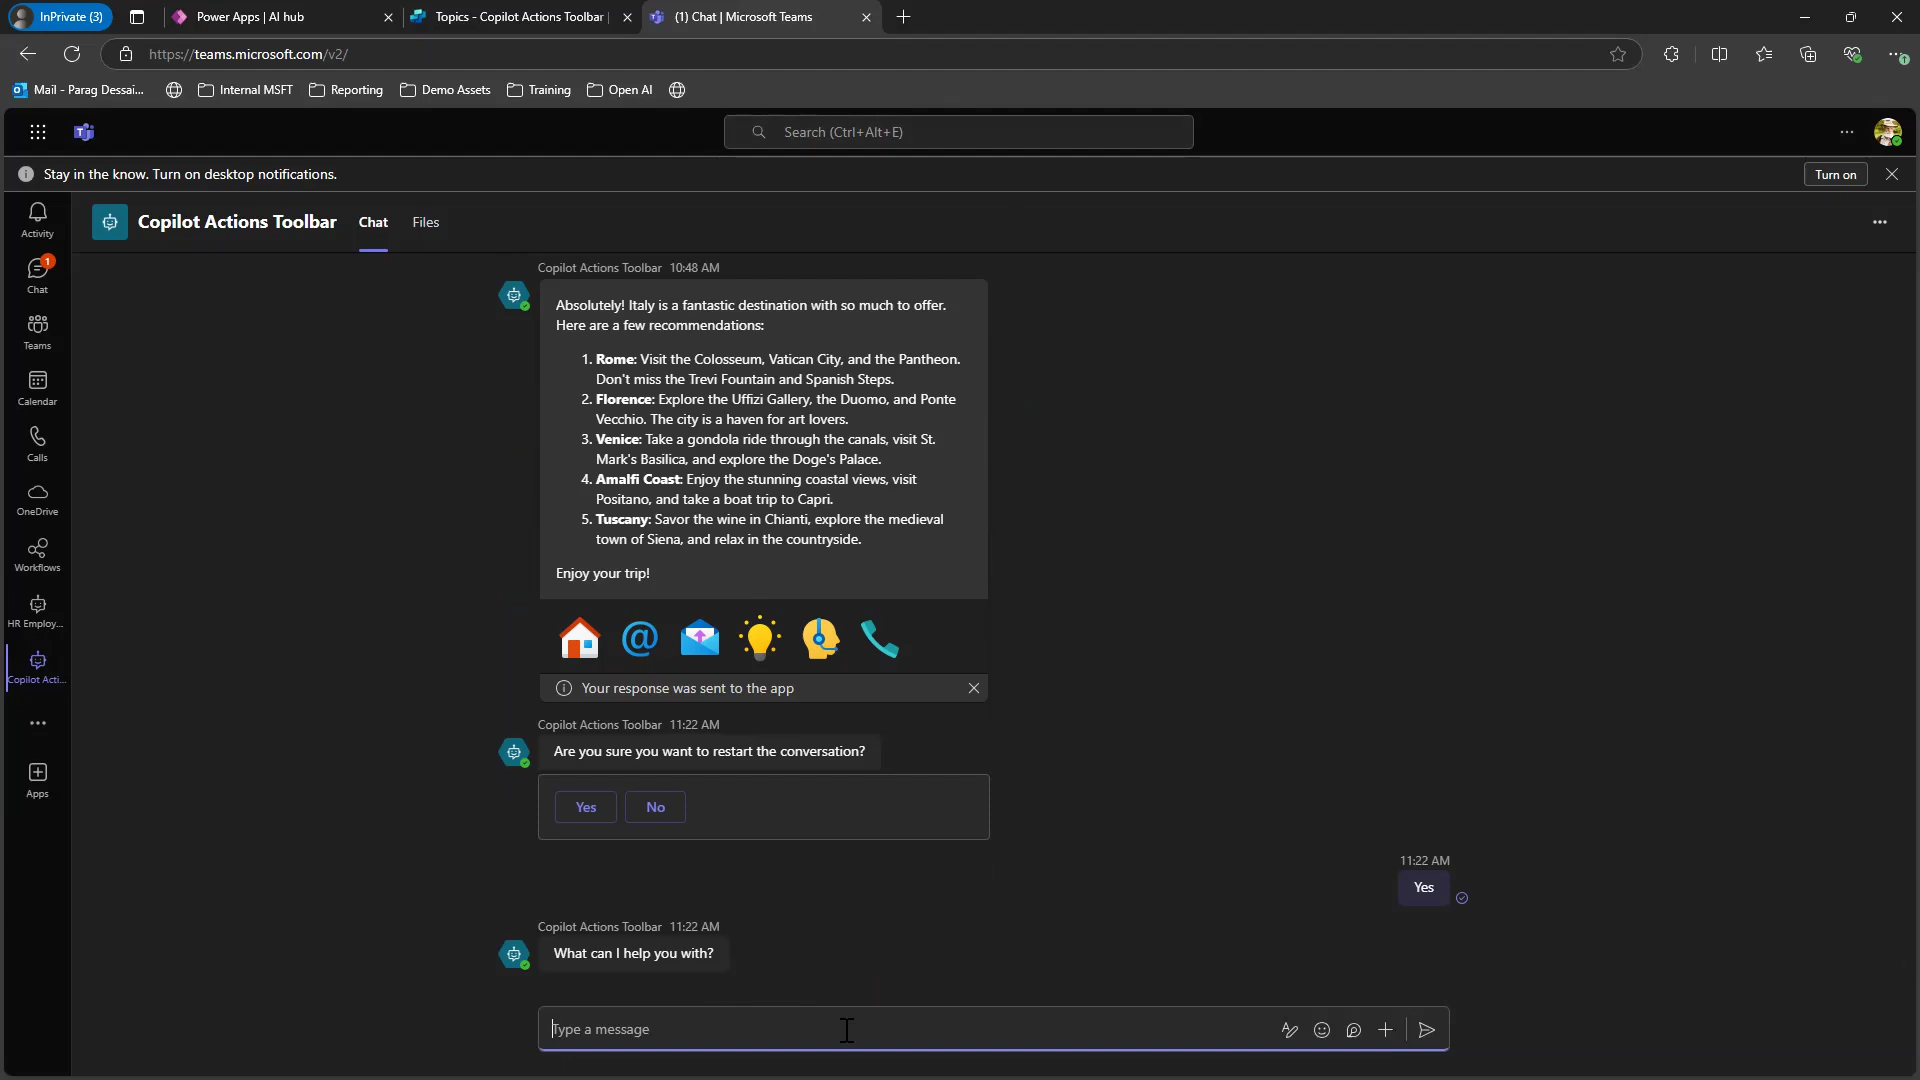 InPrivate (3)
Power Apps | AI hub
Topics - Copilot Actions Toolbar |
(1) Chat | Microsoft Teams
https://teams.microsoft.com/v2/
Mail - Parag Dessai...
Internal MSFT
Reporting
Demo Assets
Training
Open AI
Search (Ctrl+Alt+E)
Stay in the know. Turn on desktop notifications.
Turn on
Activity
1
Chat
Teams
Calendar
Calls
OneDrive
Workflows
HR Employ...
Copilot Acti...
Apps
Copilot Actions Toolbar
Chat
Files
Copilot Actions Toolbar 10:48 AM
Absolutely! Italy is a fantastic destination with so much to offer.
Here are a few recommendations:
1. Rome: Visit the Colosseum, Vatican City, and the Pantheon.
Don't miss the Trevi Fountain and Spanish Steps.
2. Florence: Explore the Uffizi Gallery, the Duomo, and Ponte
Vecchio. The city is a haven for art lovers.
3. Venice: Take a gondola ride through the canals, visit St.
Mark's Basilica, and explore the Doge's Palace.
4. Amalfi Coast: Enjoy the stunning coastal views, visit
Positano, and take a boat trip to Capri.
5. Tuscany: Savor the wine in Chianti, explore the medieval
town of Siena, and relax in the countryside.
Enjoy your trip!
Your response was sent to the app
Copilot Actions Toolbar 11:22 AM
Are you sure you want to restart the conversation?
Yes
No
11:22 AM
Yes
Copilot Actions Toolbar 11:22 AM
What can I help you with?
Type a message